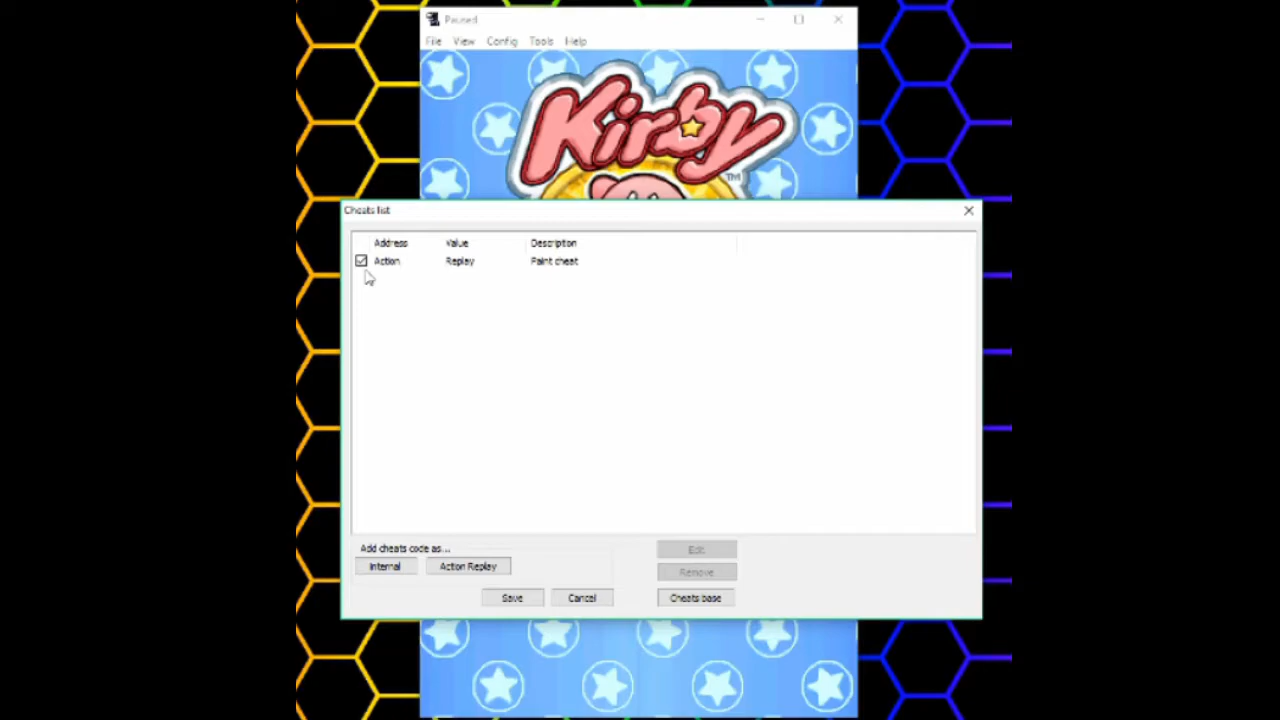 Paused
File View Config Tools Help
Kirby
TM
Cheats list
Address Value Description
Action Replay Paint cheat
Add cheats code as...
Internal Action Replay
Edit
Remove
Save Cancel Cheats base